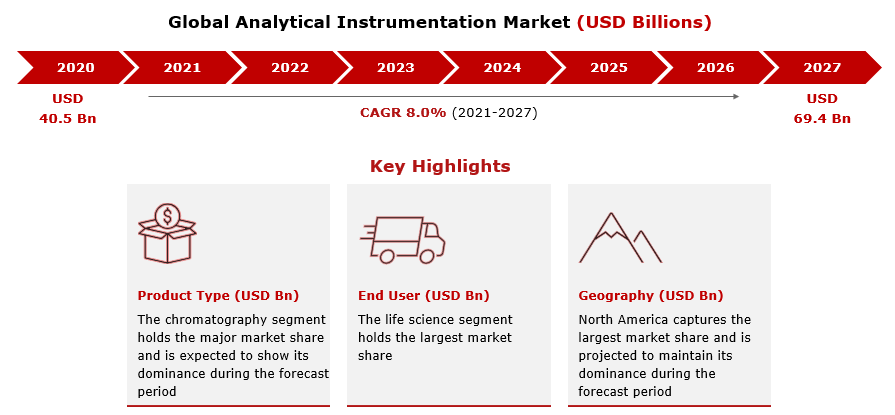 Global Analytical Instrumentation Market (USD Billions)
2020 2021 2022 2023 2024 2025 2026 2027
USD
40.5 Bn
CAGR 8.0% (2021-2027)
USD
69.4 Bn
Key Highlights
$
Product Type (USD Bn)
The chromatography segment
holds the major market share
and is expected to show its
dominance during the forecast
period
End User (USD Bn)
The life science segment
holds the largest market
share
Geography (USD Bn)
North America captures the
largest market share and is
projected to maintain its
dominance during the
forecast period